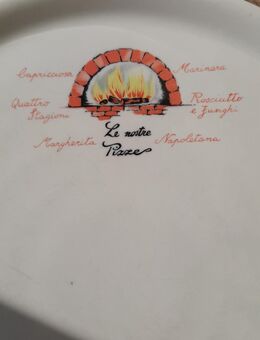 Capricciosa
Marinara
Quattro
Stagioni
Prosciutto
e Funghi
Margherita
Napoletana
Le nostre
Pizze